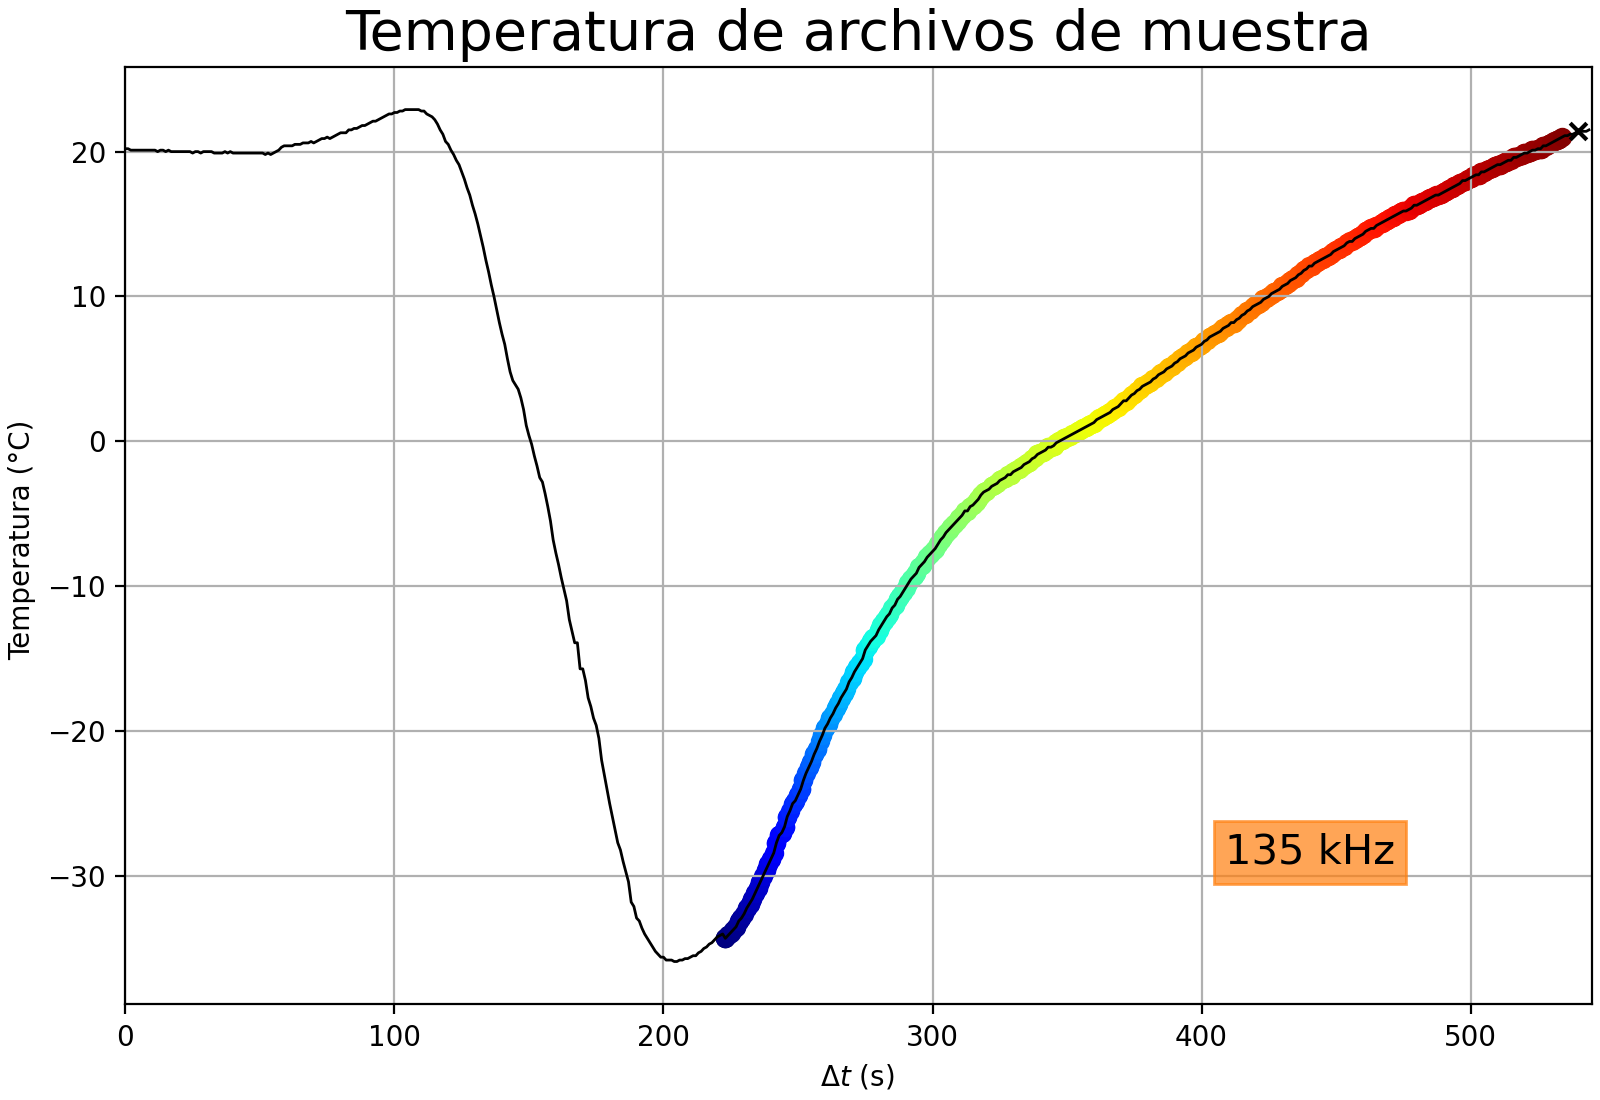 Temperatura de archivos de muestra
Temperatura (°C)
20
10
0
−10
−20
−30
135 kHz
0 100 200 300 400 500
Δt (s)